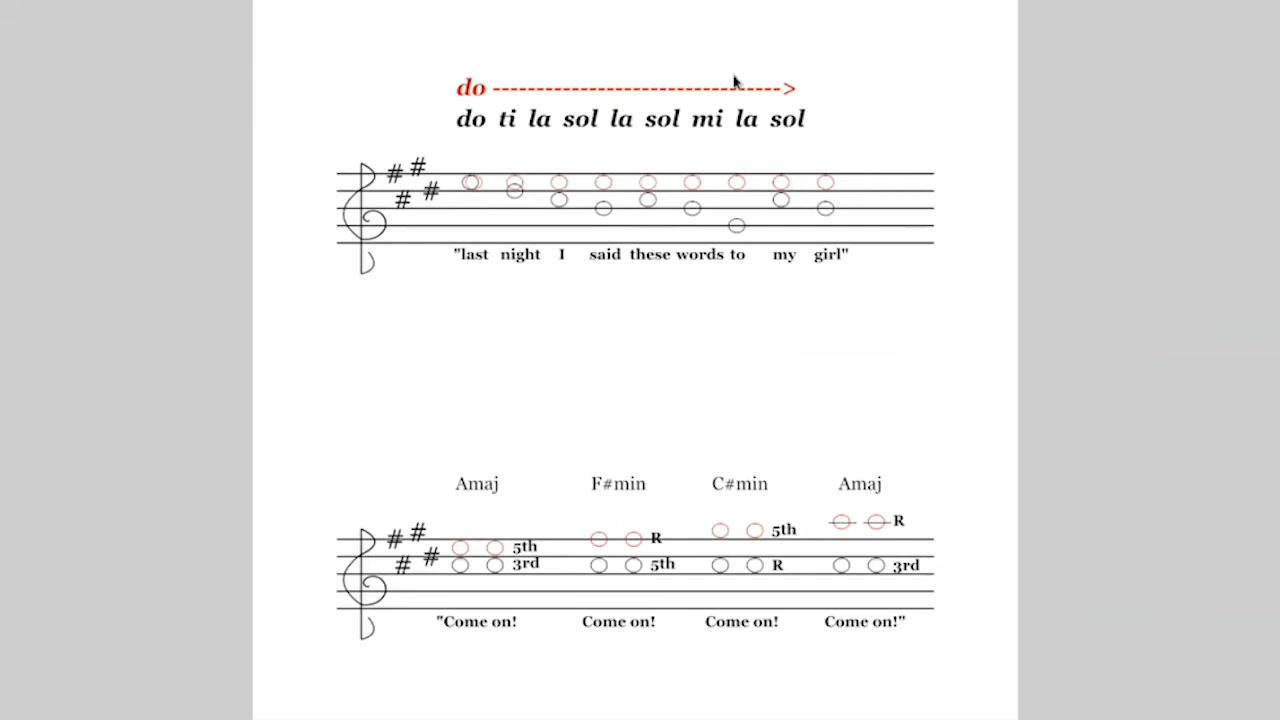 do --------------------------------->
do ti la sol la sol mi la sol
"last night I said these words to my girl"
Amaj F#min C#min Amaj
5th R 5th R
3rd 5th R 3rd
"Come on! Come on! Come on! Come on!"